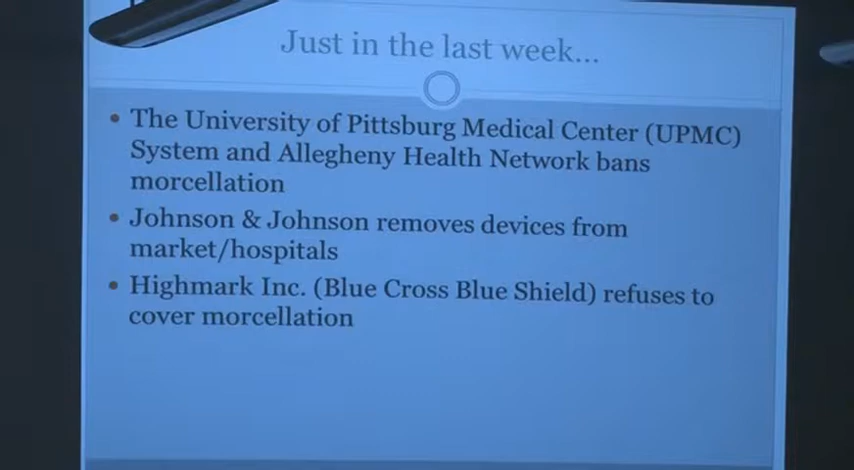 Just in the last week...
• The University of Pittsburg Medical Center (UPMC)
System and Allegheny Health Network bans
morcellation
• Johnson & Johnson removes devices from
market/hospitals
• Highmark Inc. (Blue Cross Blue Shield) refuses to
cover morcellation